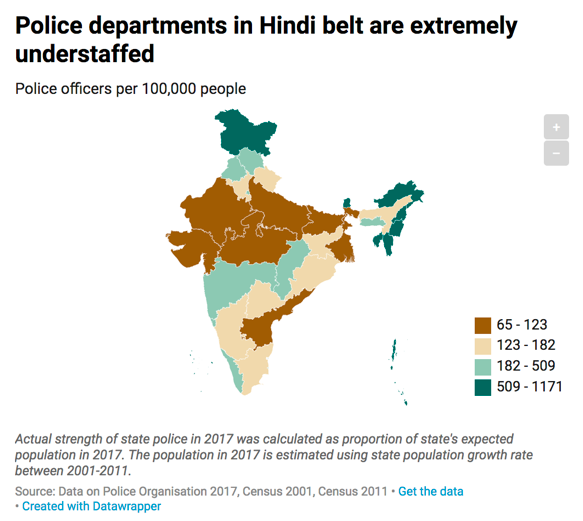 Police departments in Hindi belt are extremely
understaffed
Police officers per 100,000 people
+
−
65 - 123
123 - 182
182 - 509
509 - 1171
Actual strength of state police in 2017 was calculated as proportion of state's expected
population in 2017. The population in 2017 is estimated using state population growth rate
between 2001-2011.
Source: Data on Police Organisation 2017, Census 2001, Census 2011 • Get the data
• Created with Datawrapper